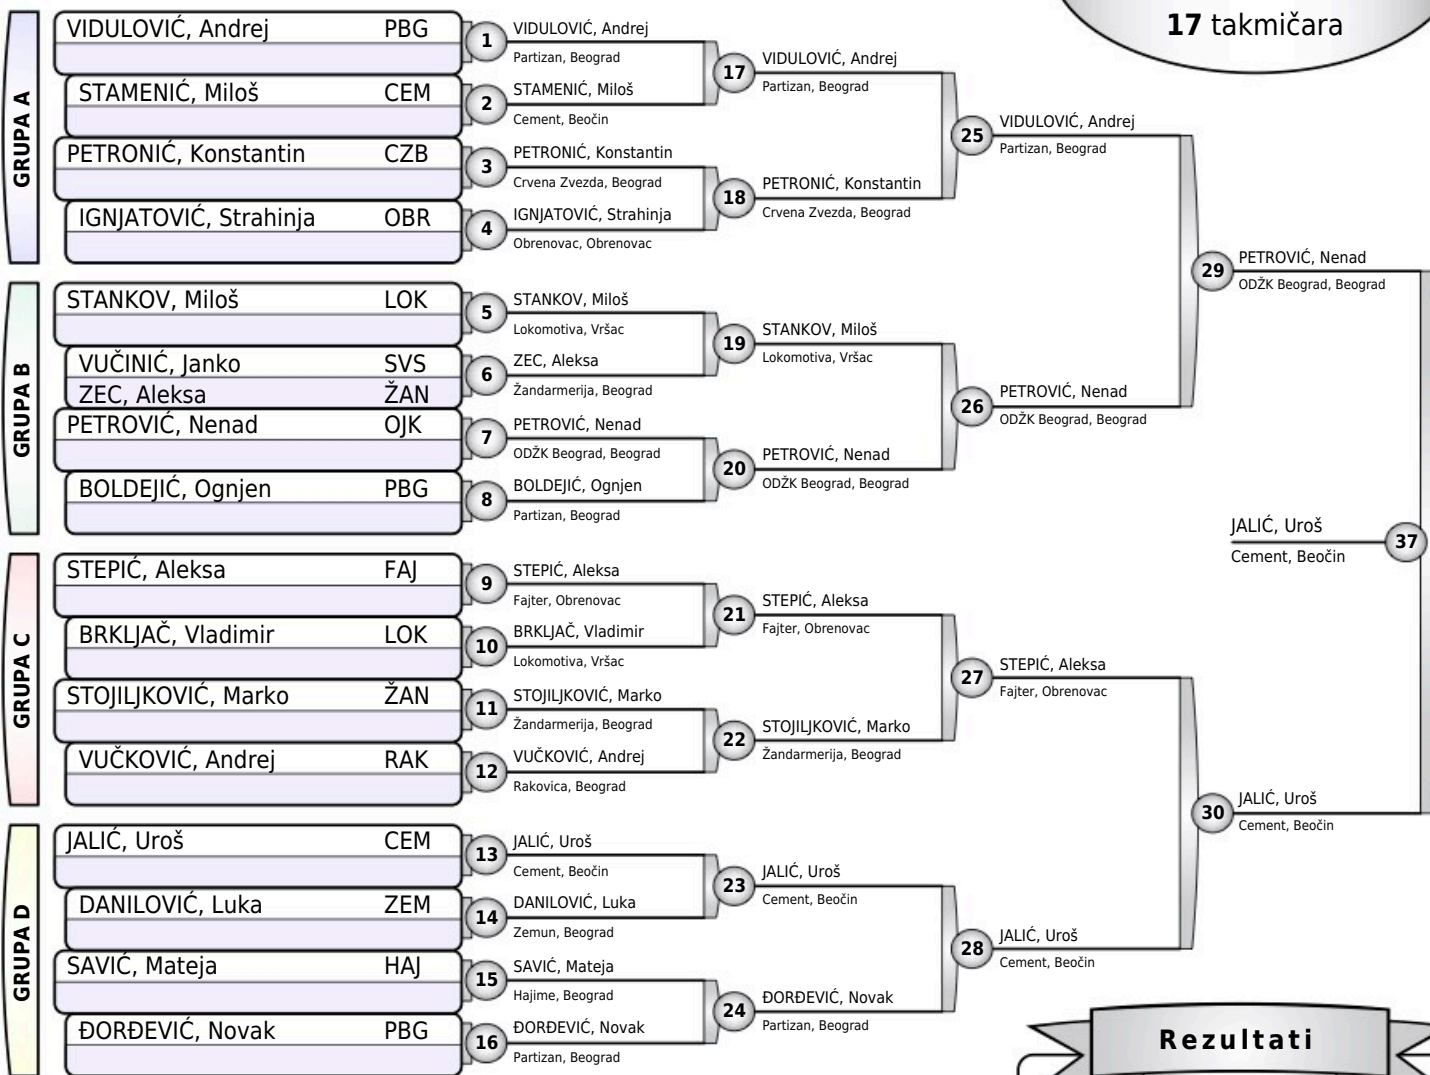 17 takmičara
GRUPA A
VIDULOVIĆ, Andrej PBG
STAMENIĆ, Miloš CEM
PETRONIĆ, Konstantin CZB
IGNJATOVIĆ, Strahinja OBR
GRUPA B
STANKOV, Miloš LOK
VUČINIĆ, Janko SVS
ZEC, Aleksa ŽAN
PETROVIĆ, Nenad OJK
BOLDEJIĆ, Ognjen PBG
GRUPA C
STEPIĆ, Aleksa FAJ
BRKLJAČ, Vladimir LOK
STOJILJKOVIĆ, Marko ŽAN
VUČKOVIĆ, Andrej RAK
GRUPA D
JALIĆ, Uroš CEM
DANILOVIĆ, Luka ZEM
SAVIĆ, Mateja HAJ
ĐORĐEVIĆ, Novak PBG
1 VIDULOVIĆ, Andrej
Partizan, Beograd
2 STAMENIĆ, Miloš
Cement, Beočin
3 PETRONIĆ, Konstantin
Crvena Zvezda, Beograd
4 IGNJATOVIĆ, Strahinja
Obrenovac, Obrenovac
5 STANKOV, Miloš
Lokomotiva, Vršac
6 ZEC, Aleksa
Žandarmerija, Beograd
7 PETROVIĆ, Nenad
ODŽK Beograd, Beograd
8 BOLDEJIĆ, Ognjen
Partizan, Beograd
9 STEPIĆ, Aleksa
Fajter, Obrenovac
10 BRKLJAČ, Vladimir
Lokomotiva, Vršac
11 STOJILJKOVIĆ, Marko
Žandarmerija, Beograd
12 VUČKOVIĆ, Andrej
Rakovica, Beograd
13 JALIĆ, Uroš
Cement, Beočin
14 DANILOVIĆ, Luka
Zemun, Beograd
15 SAVIĆ, Mateja
Hajime, Beograd
16 ĐORĐEVIĆ, Novak
Partizan, Beograd
17 VIDULOVIĆ, Andrej
Partizan, Beograd
18 PETRONIĆ, Konstantin
Crvena Zvezda, Beograd
19 STANKOV, Miloš
Lokomotiva, Vršac
20 PETROVIĆ, Nenad
ODŽK Beograd, Beograd
21 STEPIĆ, Aleksa
Fajter, Obrenovac
22 STOJILJKOVIĆ, Marko
Žandarmerija, Beograd
23 JALIĆ, Uroš
Cement, Beočin
24 ĐORĐEVIĆ, Novak
Partizan, Beograd
25 VIDULOVIĆ, Andrej
Partizan, Beograd
26 PETROVIĆ, Nenad
ODŽK Beograd, Beograd
27 STEPIĆ, Aleksa
Fajter, Obrenovac
28 JALIĆ, Uroš
Cement, Beočin
29 PETROVIĆ, Nenad
ODŽK Beograd, Beograd
30 JALIĆ, Uroš
Cement, Beočin
JALIĆ, Uroš 37
Cement, Beočin
Rezultati